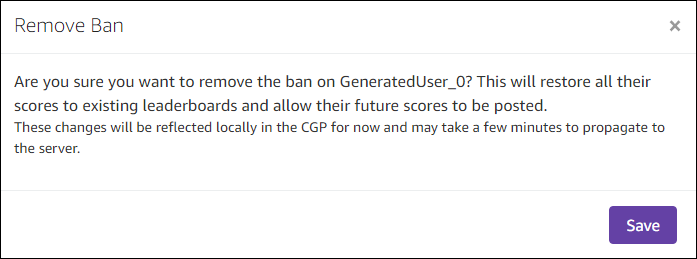 Remove Ban
×
Are you sure you want to remove the ban on GeneratedUser_0? This will restore all their
scores to existing leaderboards and allow their future scores to be posted.
These changes will be reflected locally in the CGP for now and may take a few minutes to propagate to
the server.
Save